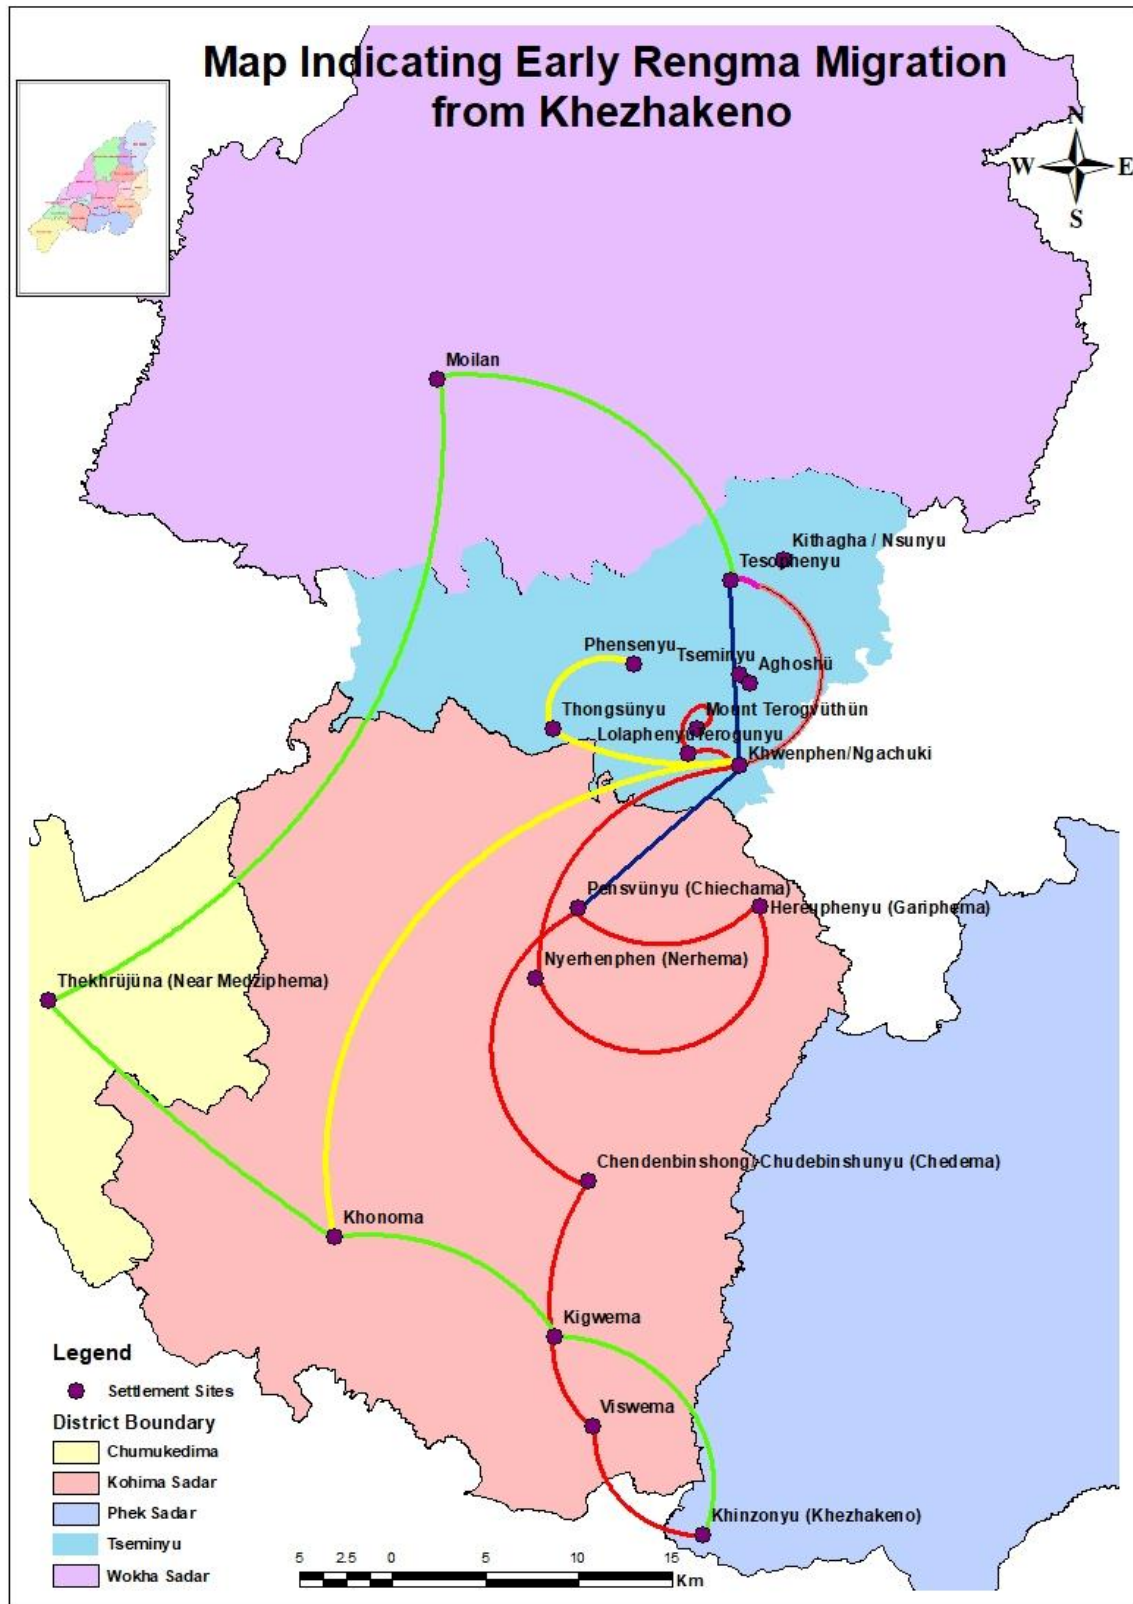 Map Indicating Early Rengma Migration
from Khezhakeno
N
W
E
S
Moilan
Kithagha / Nsunyu
Tesophenyu
Phensenyu
Tseminyu
Aghoshü
Thongsünyu
Mount Terogvüthün
Lolaphenyu
Terogunyu
Khwenphen/Ngachuki
Pensvünyu (Chiechama)
Hereuphenyu (Gariphema)
Nyerhenphen (Nerhema)
Thekhrüjüna (Near Medziphema)
Chendenbinshong/-Chudebinshunyu (Chedema)
Khonoma
Kigwema
Viswema
Khinzonyu (Khezhakeno)
Legend
Settlement Sites
District Boundary
Chumukedima
Kohima Sadar
Phek Sadar
Tseminyu
Wokha Sadar
5 2.5 0 5 10 15
Km